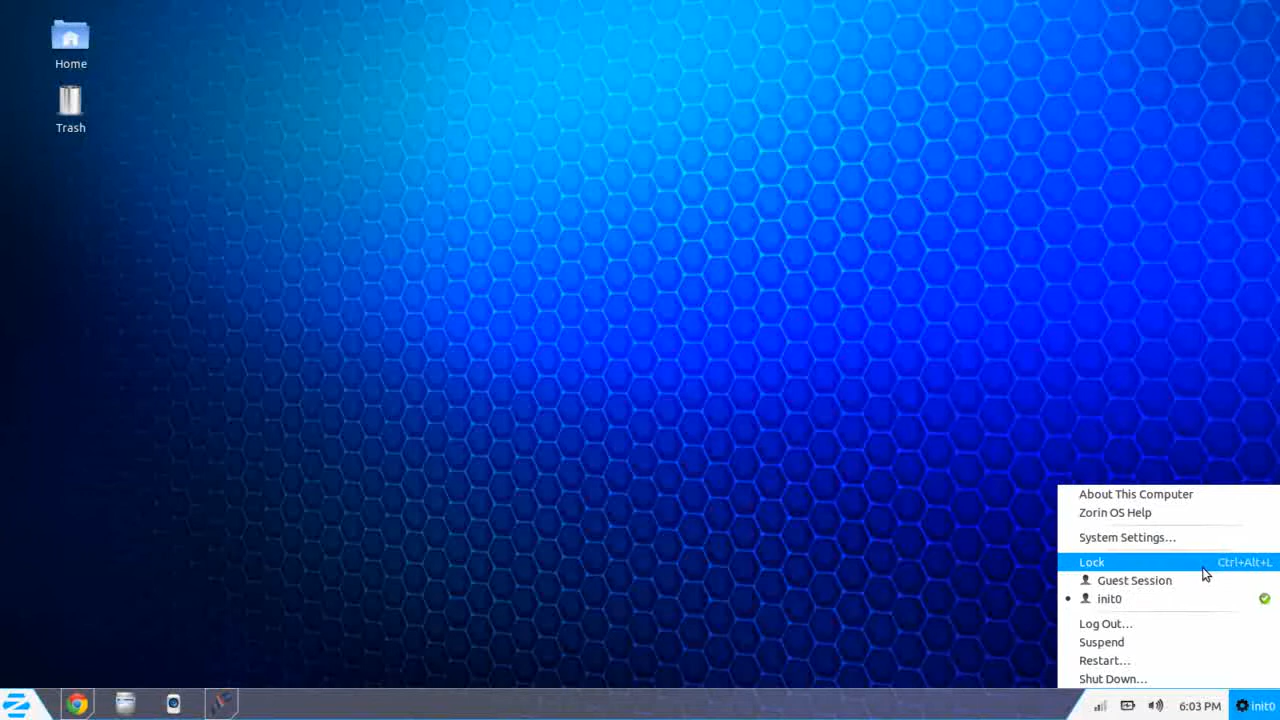 Home
Trash
About This Computer
Zorin OS Help
System Settings...
Lock Ctrl+Alt+L
Guest Session
init0
Log Out...
Suspend
Restart...
Shut Down...
6:03 PM init0